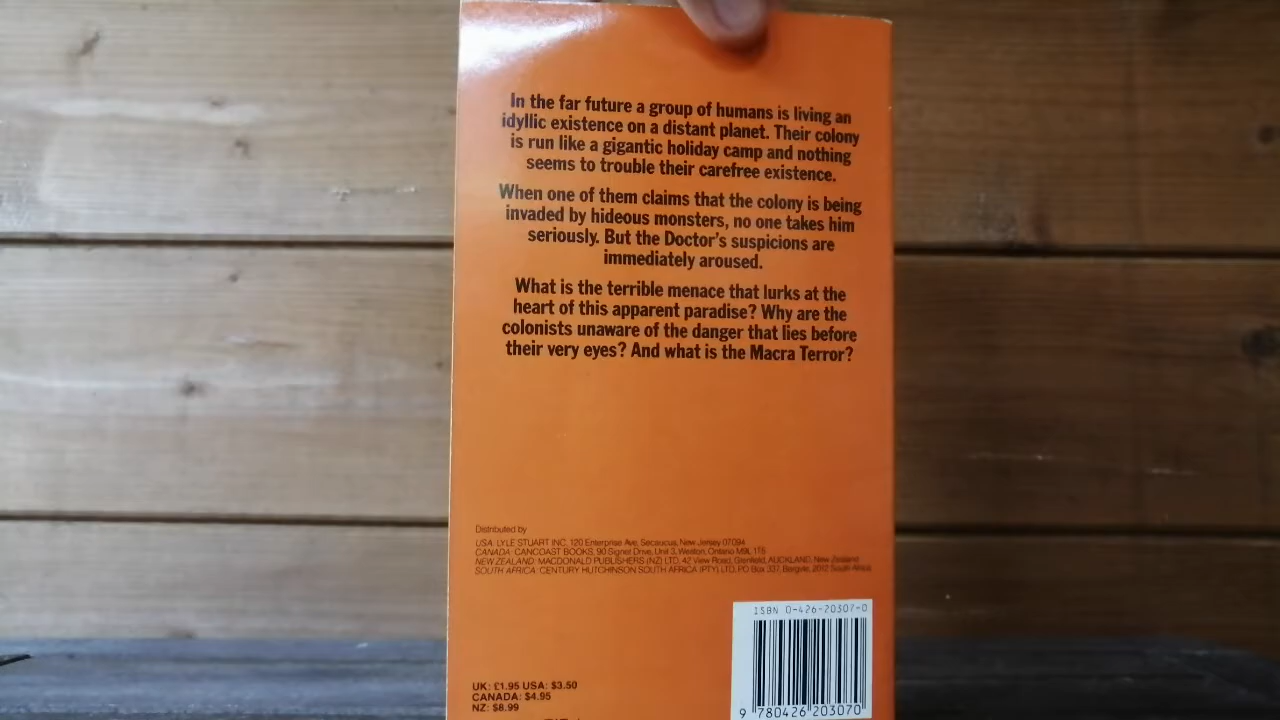 In the far future a group of humans is living an
idyllic existence on a distant planet. Their colony
is run like a gigantic holiday camp and nothing
seems to trouble their carefree existence.
When one of them claims that the colony is being
invaded by hideous monsters, no one takes him
seriously. But the Doctor's suspicions are
immediately aroused.
What is the terrible menace that lurks at the
heart of this apparent paradise? Why are the
colonists unaware of the danger that lies before
their very eyes? And what is the Macra Terror?
Distributed by
USA: LYLE STUART INC, 120 Enterprise Ave, Secaucus, New Jersey 07094
CANADA: CANCOAST BOOKS, 90 Signet Drive, Unit 3, Weston, Ontario M9L 1T5
NEW ZEALAND: MACDONALD PUBLISHERS (NZ) LTD, 42 View Road, Glenfield, AUCKLAND, New Zealand
SOUTH AFRICA: CENTURY HUTCHINSON SOUTH AFRICA (PTY) LTD, PO Box 337, Bergvlei, 2012 South Africa
ISBN 0-426-20307-0
UK: £1.95 USA: $3.50
CANADA: $4.95
NZ: $8.99
9 780426 203070